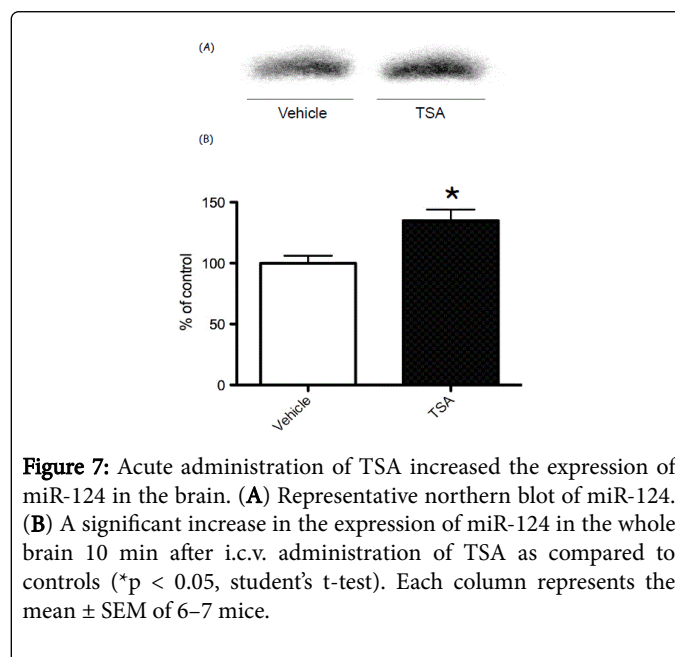 (A)
Vehicle TSA
(B)
*
150
100
50
0
% of control
Vehicle TSA
Figure 7: Acute administration of TSA increased the expression of
miR-124 in the brain. (A) Representative northern blot of miR-124.
(B) A significant increase in the expression of miR-124 in the whole
brain 10 min after i.c.v. administration of TSA as compared to
controls (*p < 0.05, student's t-test). Each column represents the
mean ± SEM of 6–7 mice.